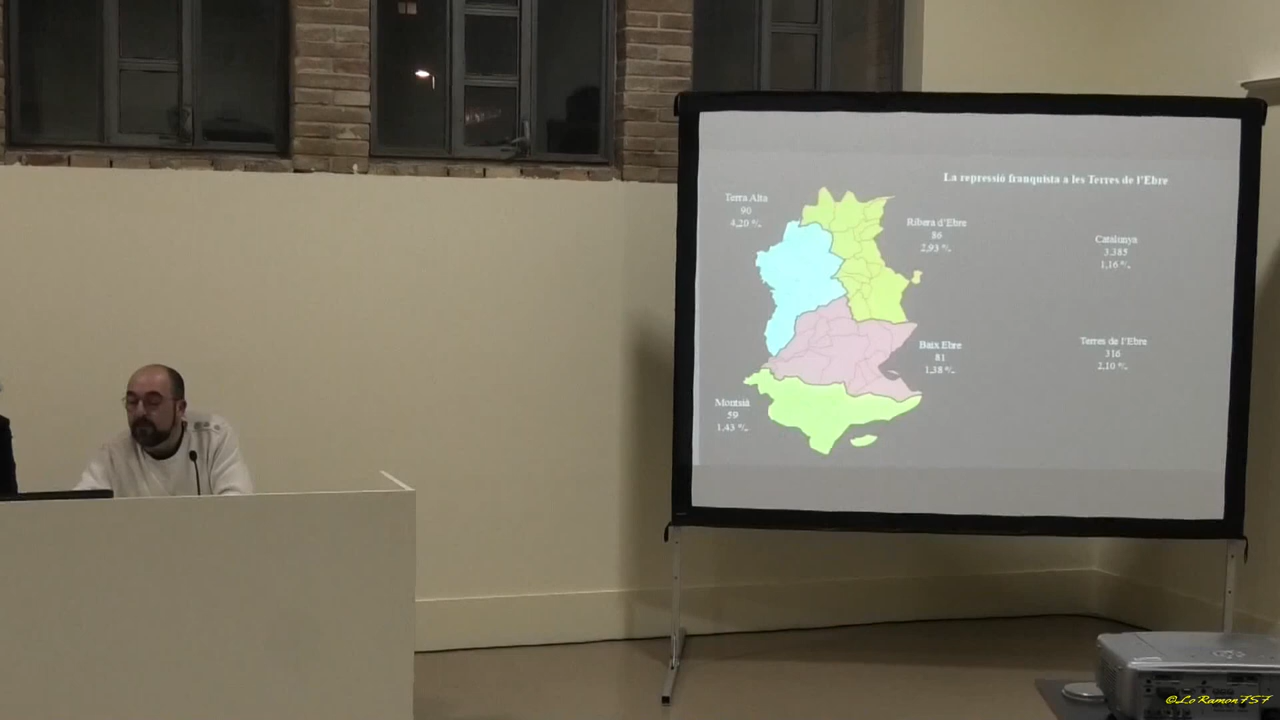 La repressió franquista a les Terres de l'Ebre
Terra Alta
90
4,20 %
Ribera d'Ebre
86
2,93 %
Catalunya
3.385
1,16 %
Baix Ebre
81
1,38 %
Terres de l'Ebre
316
2,10 %
Montsià
59
1,43 %
@LoRamon757